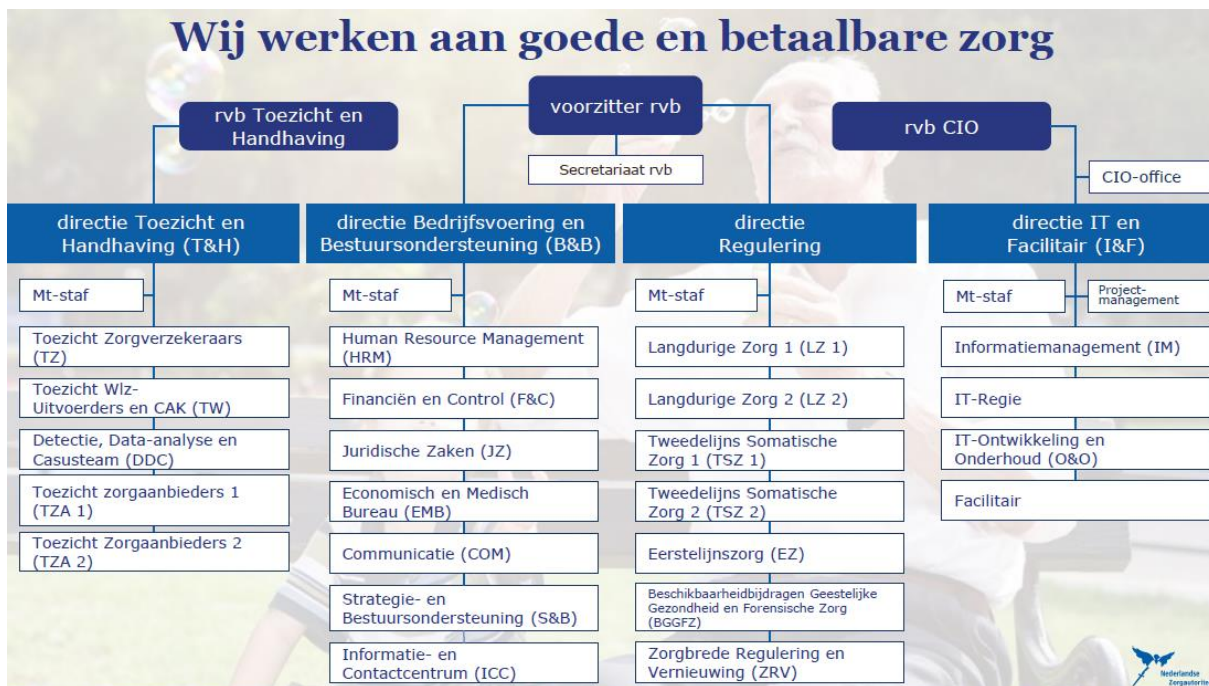 Wij werken aan goede en betaalbare zorg
rvb Toezicht en
Handhaving
voorzitter rvb
rvb CIO
Secretariaat rvb
CIO-office
directie Toezicht en
Handhaving (T&H)
directie Bedrijfsvoering en
Bestuursondersteuning (B&B)
directie
Regulering
directie IT en
Facilitair (I&F)
Mt-staf
Toezicht Zorgverzekeraars
(TZ)
Toezicht Wlz-
Uitvoerders en CAK (TW)
Detectie, Data-analyse en
Casusteam (DDC)
Toezicht zorgaanbieders 1
(TZA 1)
Toezicht Zorgaanbieders 2
(TZA 2)
Mt-staf
Human Resource Management
(HRM)
Financiën en Control (F&C)
Juridische Zaken (JZ)
Economisch en Medisch
Bureau (EMB)
Communicatie (COM)
Strategie- en
Bestuursondersteuning (S&B)
Informatie- en
Contactcentrum (ICC)
Mt-staf
Langdurige Zorg 1 (LZ 1)
Langdurige Zorg 2 (LZ 2)
Tweedelijns Somatische
Zorg 1 (TSZ 1)
Tweedelijns Somatische
Zorg 2 (TSZ 2)
Eerstelijnszorg (EZ)
Beschikbaarheidbijdragen Geestelijke
Gezondheid en Forensische Zorg
(BGGFZ)
Zorgbrede Regulering en
Vernieuwing (ZRV)
Mt-staf
Project-
management
Informatiemanagement (IM)
IT-Regie
IT-Ontwikkeling en
Onderhoud (O&O)
Facilitair
Nederlandse
Zorgautorite